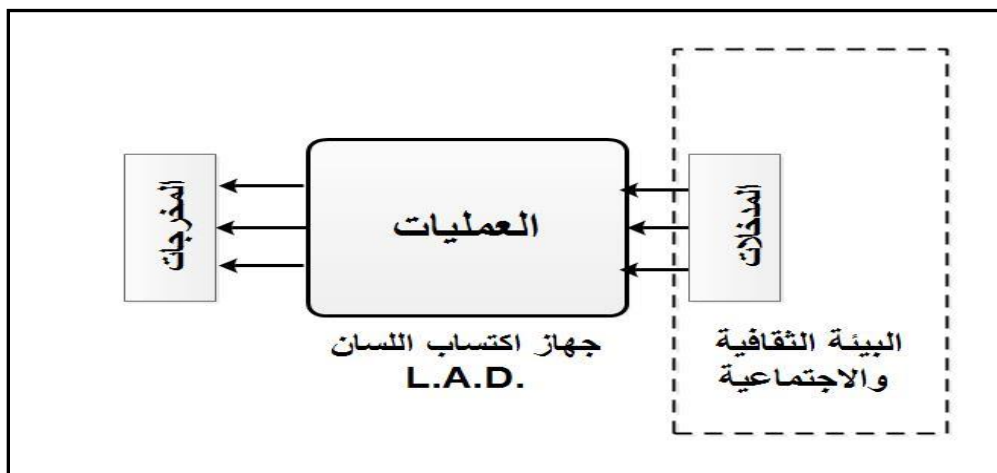 المدخلات
العمليات
المخرجات
البيئة الثقافية
والاجتماعية
جهاز اكتساب اللسان
L.A.D.